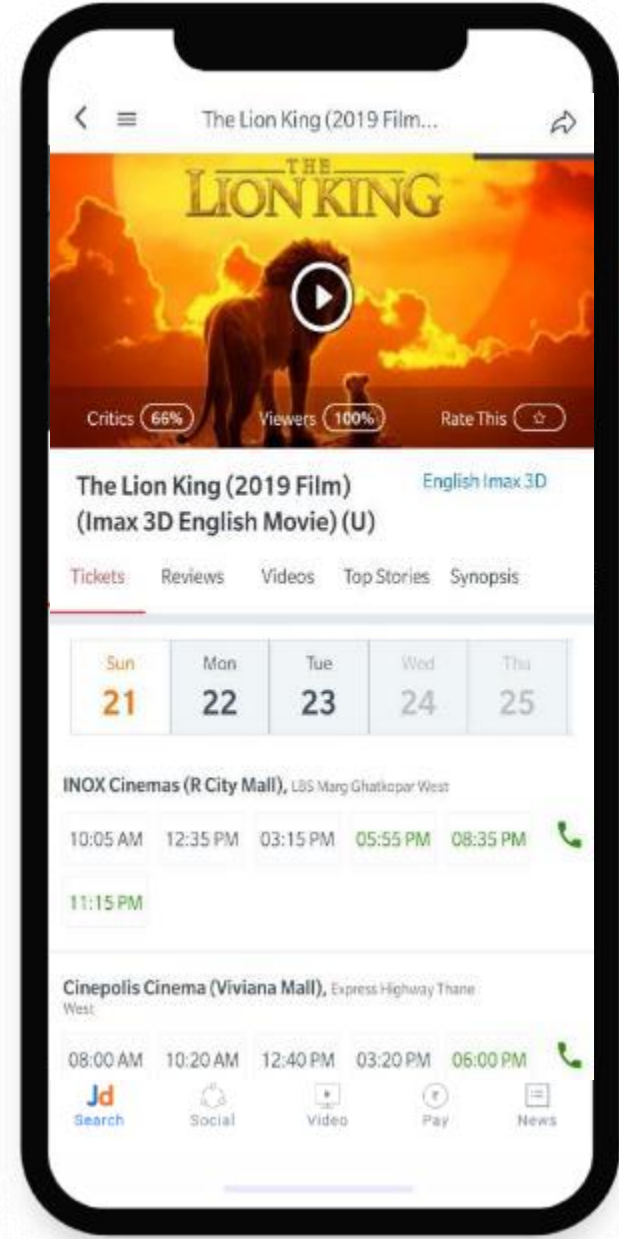 The Lion King (2019 Film...
THE
LION KING
Critics 66% Viewers 100% Rate This
The Lion King (2019 Film) English Imax 3D
(Imax 3D English Movie) (U)
Tickets Reviews Videos Top Stories Synopsis
Sun Mon Tue Wed Thu
21 22 23 24 25
INOX Cinemas (R City Mall), LBS Marg Ghatkopar West
10:05 AM 12:35 PM 03:15 PM 05:55 PM 08:35 PM
11:15 PM
Cinepolis Cinema (Viviana Mall), Express Highway Thane
West
08:00 AM 10:20 AM 12:40 PM 03:20 PM 06:00 PM
Jd
Search Social Video Pay News